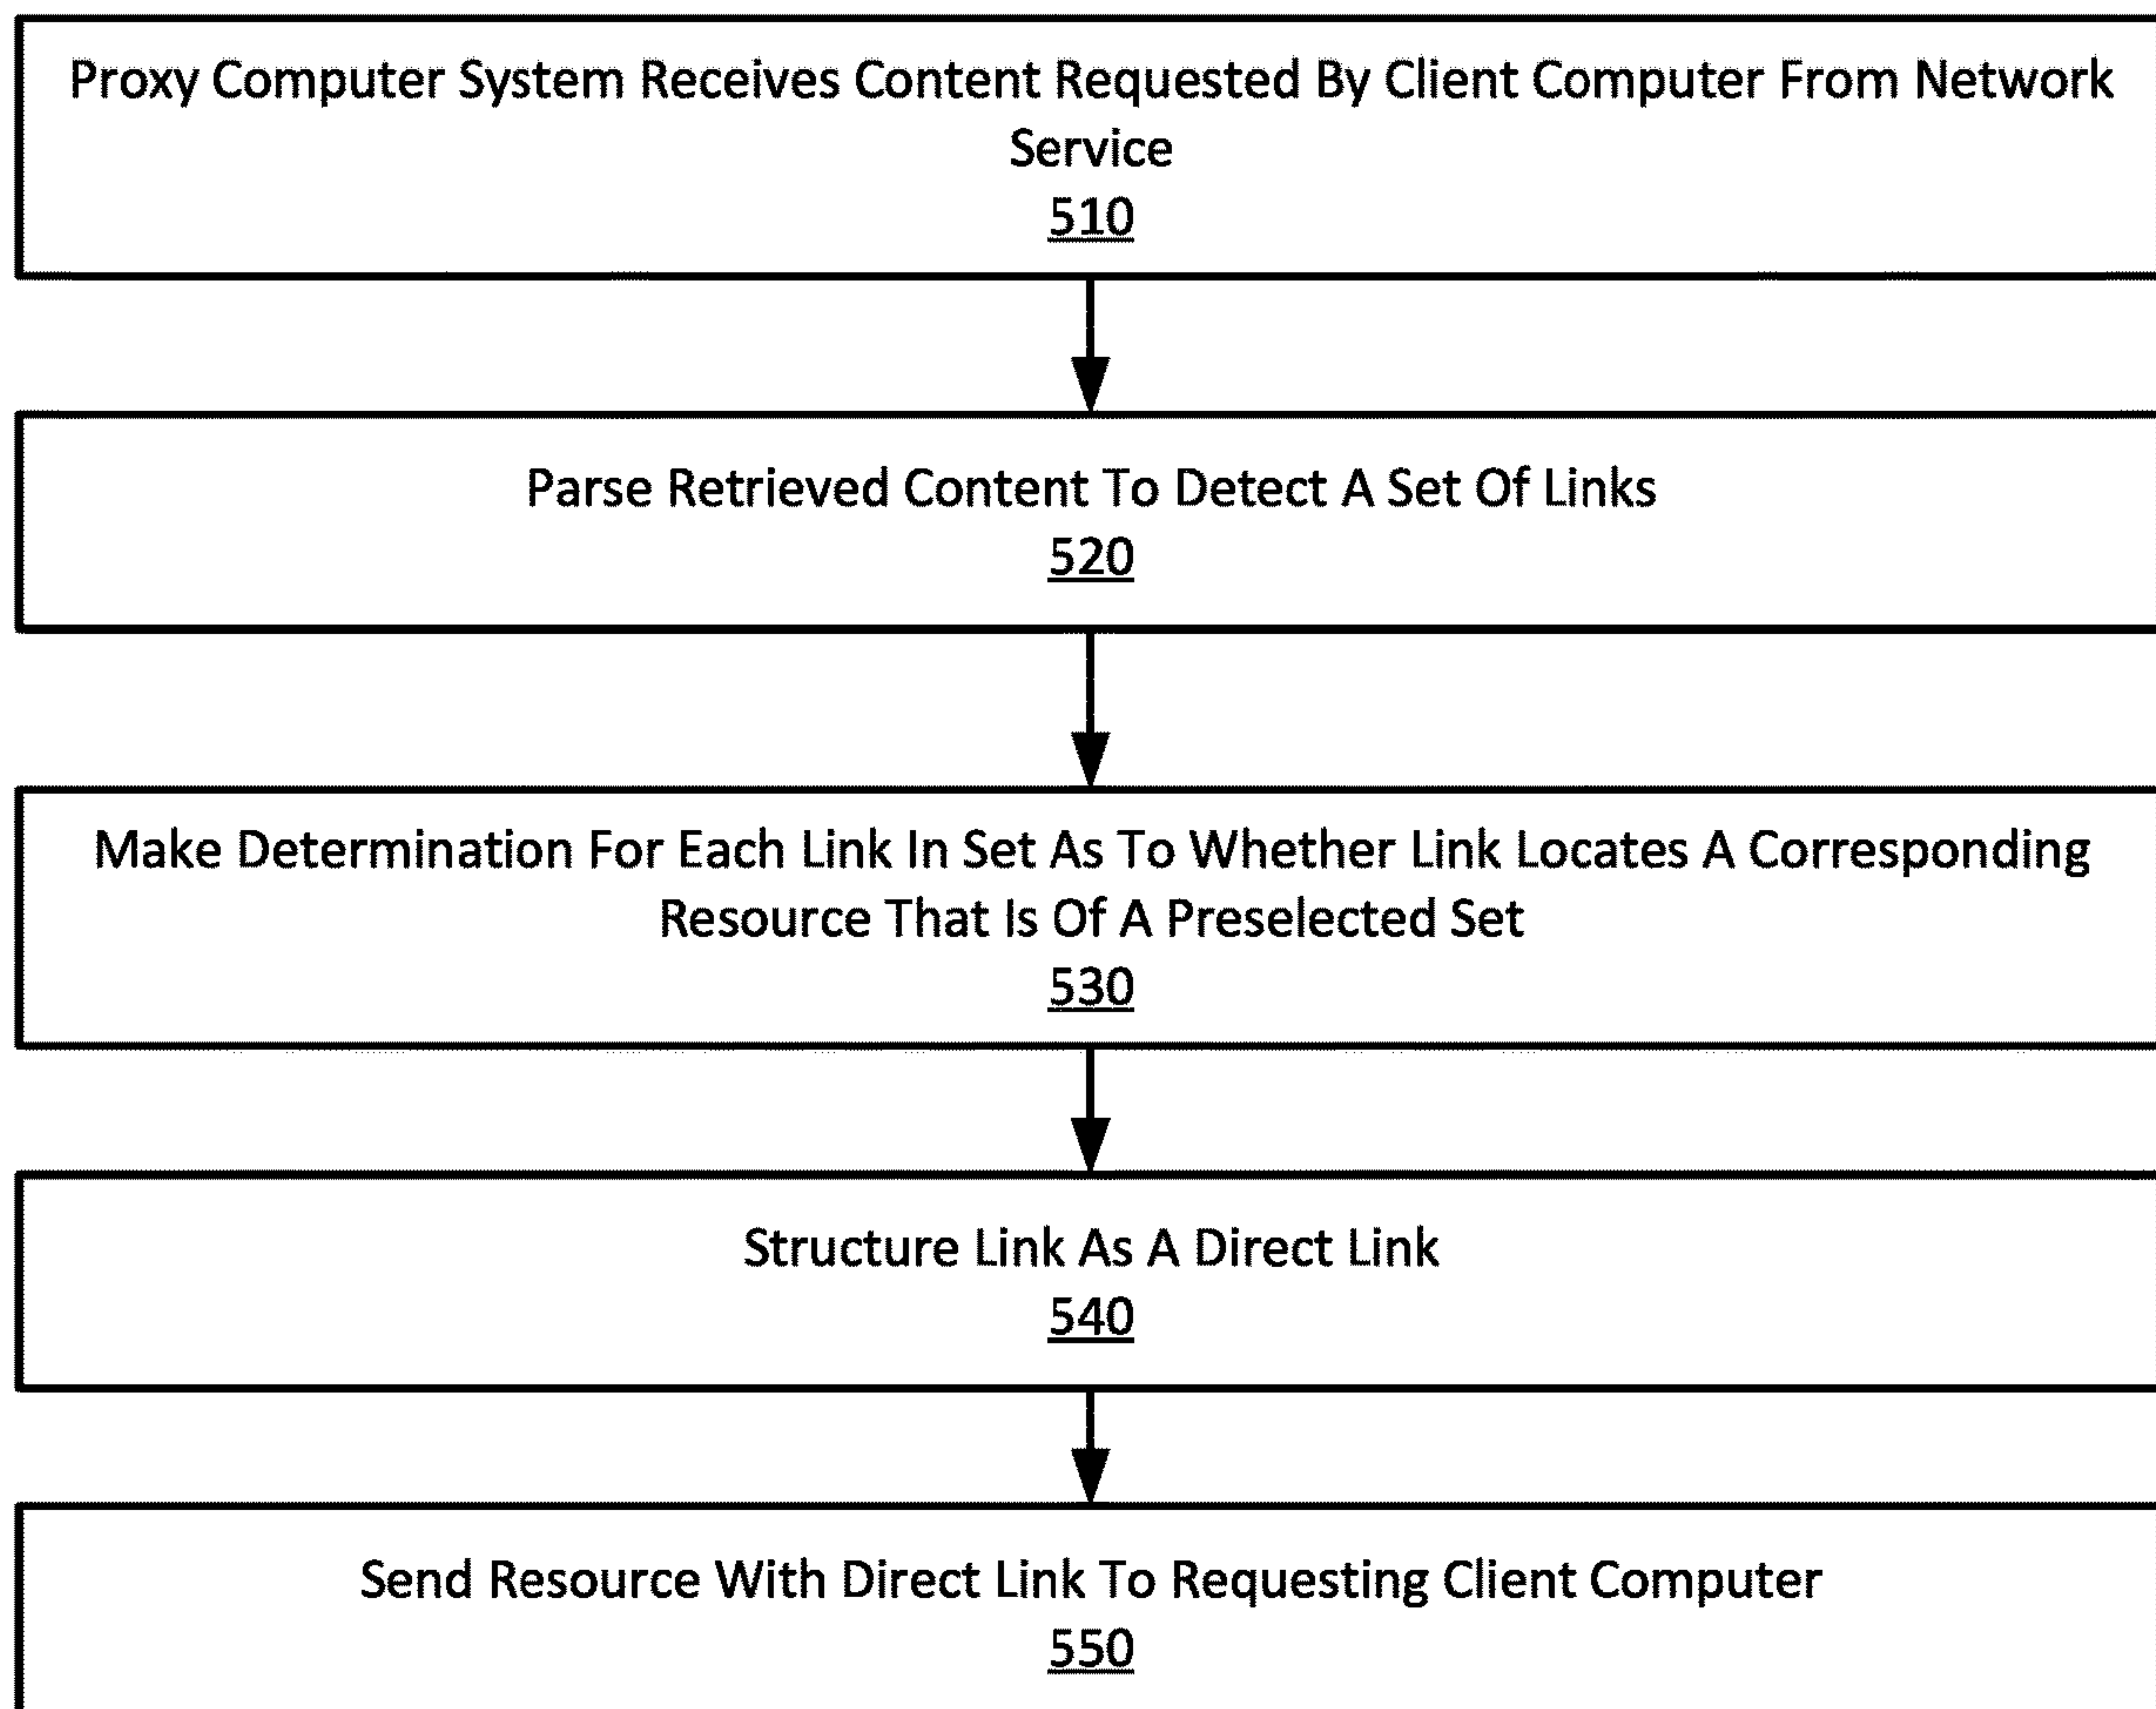 Proxy Computer System Receives Content Requested By Client Computer From Network
Service
510
Parse Retrieved Content To Detect A Set Of Links
520
Make Determination For Each Link In Set As To Whether Link Locates A Corresponding
Resource That Is Of A Preselected Set
530
Structure Link As A Direct Link
540
Send Resource With Direct Link To Requesting Client Computer
550